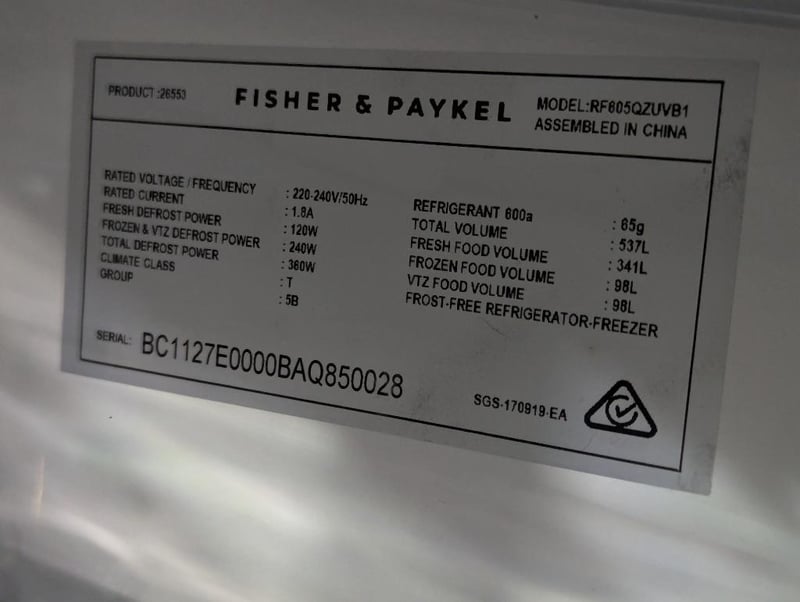 PRODUCT :26553
FISHER & PAYKEL
MODEL:RF605QZUVB1
ASSEMBLED IN CHINA
RATED VOLTAGE / FREQUENCY : 220-240V/50Hz
RATED CURRENT : 1.8A
FRESH DEFROST POWER : 120W
FROZEN & VTZ DEFROST POWER : 240W
TOTAL DEFROST POWER : 360W
CLIMATE CLASS : T
GROUP : 5B
REFRIGERANT 600a : 65g
TOTAL VOLUME : 537L
FRESH FOOD VOLUME : 341L
FROZEN FOOD VOLUME : 98L
VTZ FOOD VOLUME : 98L
FROST-FREE REFRIGERATOR-FREEZER
SERIAL: BC1127E0000BAQ850028
SGS-170919-EA